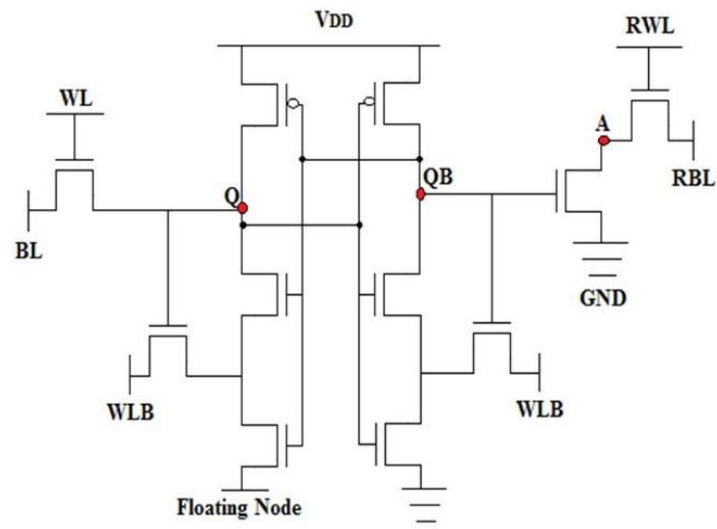 VDD
RWL
WL
A
Q
QB
RBL
BL
GND
WLB
WLB
Floating Node